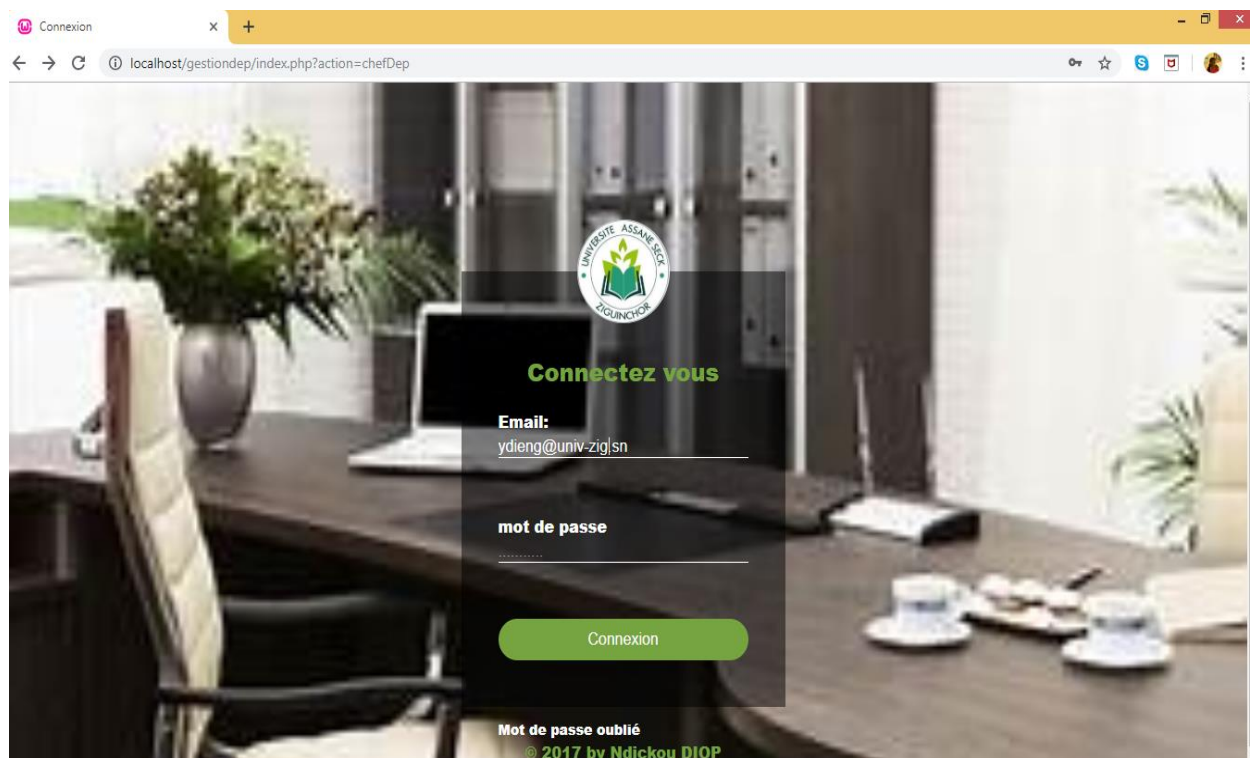 Connexion
localhost/gestiondep/index.php?action=chefDep
UNIVERSITE ASSANE SECK
ZIGUINCHOR
Connectez vous
Email:
ydieng@univ-zig.sn
mot de passe
...........
Connexion
Mot de passe oublié
© 2017 by Ndickou DIOP